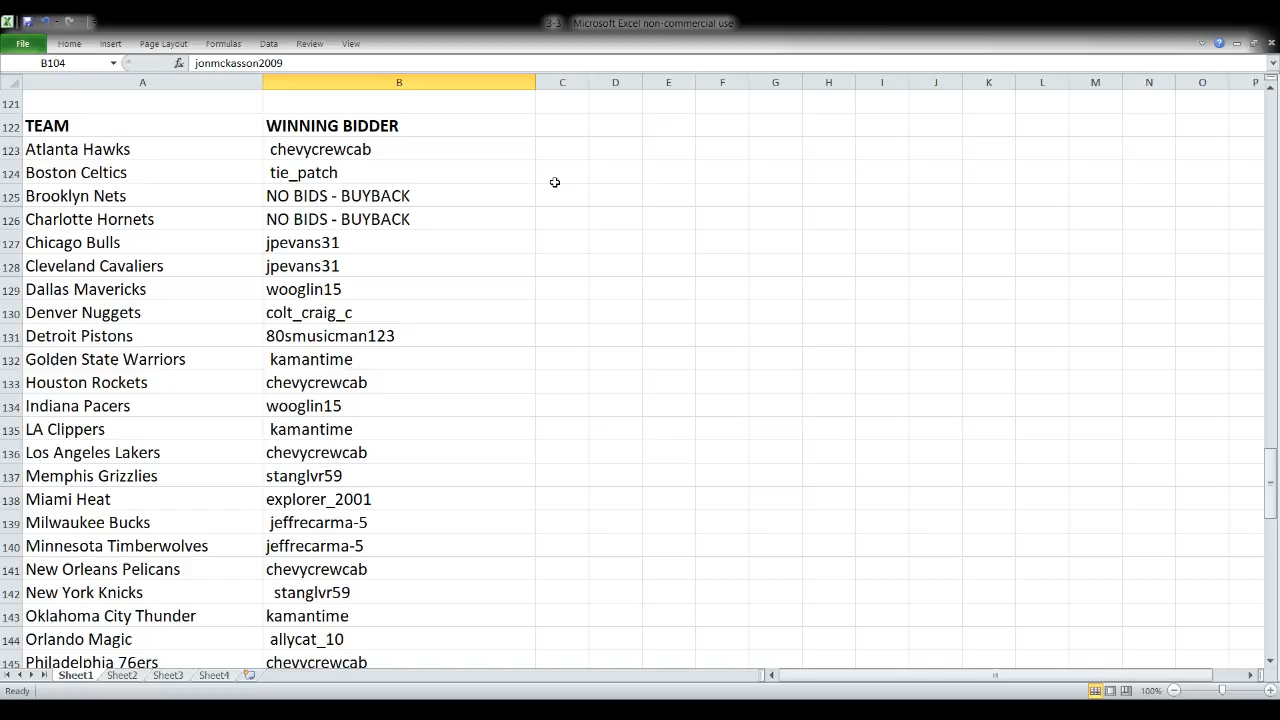 3-3 Microsoft Excel non-commercial use
File Home Insert Page Layout Formulas Data Review View
B104 fx jonmckasson2009
A B C D E F G H I J K L M N O P
121
122 TEAM WINNING BIDDER
123 Atlanta Hawks chevycrewcab
124 Boston Celtics tie_patch
125 Brooklyn Nets NO BIDS - BUYBACK
126 Charlotte Hornets NO BIDS - BUYBACK
127 Chicago Bulls jpevans31
128 Cleveland Cavaliers jpevans31
129 Dallas Mavericks wooglin15
130 Denver Nuggets colt_craig_c
131 Detroit Pistons 80smusicman123
132 Golden State Warriors kamantime
133 Houston Rockets chevycrewcab
134 Indiana Pacers wooglin15
135 LA Clippers kamantime
136 Los Angeles Lakers chevycrewcab
137 Memphis Grizzlies stanglvr59
138 Miami Heat explorer_2001
139 Milwaukee Bucks jeffrecarma-5
140 Minnesota Timberwolves jeffrecarma-5
141 New Orleans Pelicans chevycrewcab
142 New York Knicks stanglvr59
143 Oklahoma City Thunder kamantime
144 Orlando Magic allycat_10
145 Philadelphia 76ers chevycrewcab
Sheet1 Sheet2 Sheet3 Sheet4
Ready 100%